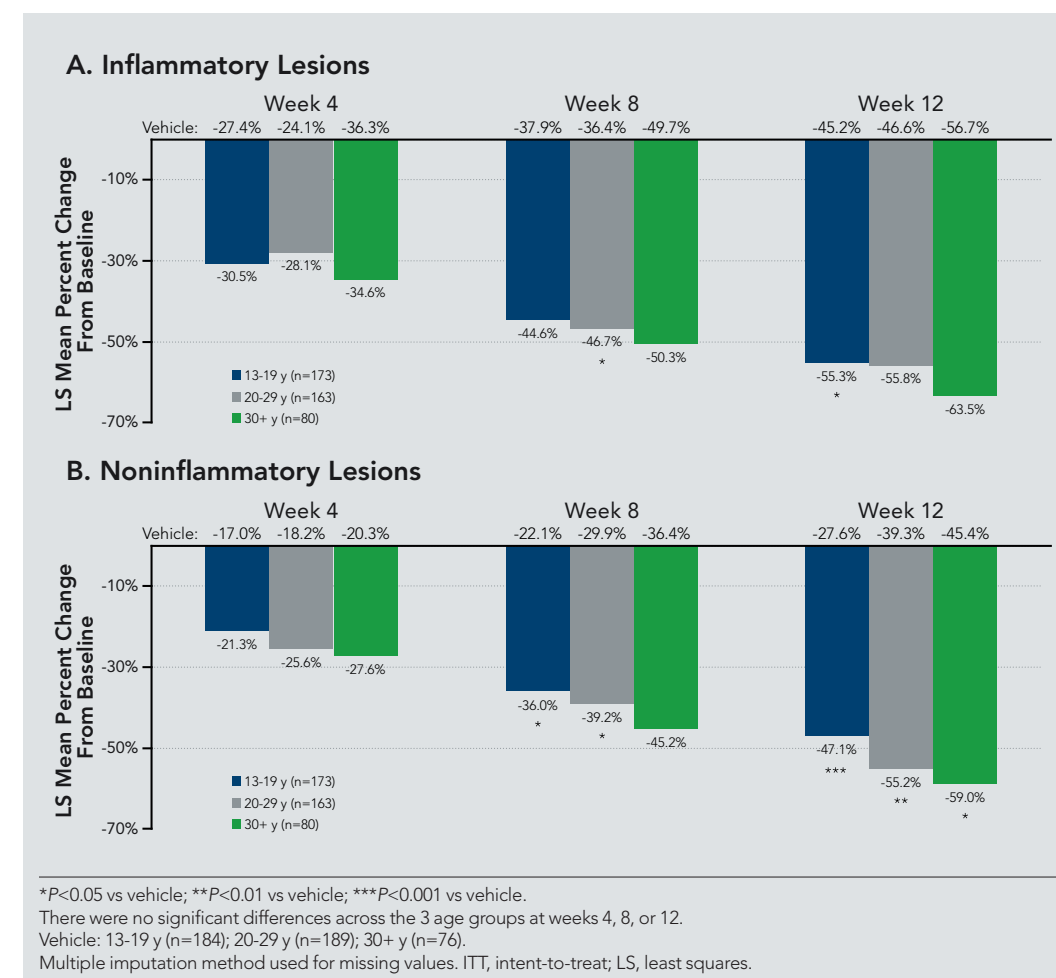 A. Inflammatory Lesions
Week 4 Week 8 Week 12
Vehicle: -27.4% -24.1% -36.3% -37.9% -36.4% -49.7% -45.2% -46.6% -56.7%
LS Mean Percent Change
From Baseline
-10%
-30%
-50%
-70%
-30.5% -28.1% -34.6%
-44.6% -46.7% -50.3%
*
-55.3% -55.8% -63.5%
*
13-19 y (n=173)
20-29 y (n=163)
30+ y (n=80)
B. Noninflammatory Lesions
Week 4 Week 8 Week 12
Vehicle: -17.0% -18.2% -20.3% -22.1% -29.9% -36.4% -27.6% -39.3% -45.4%
LS Mean Percent Change
From Baseline
-10%
-30%
-50%
-70%
-21.3% -25.6% -27.6%
-36.0% -39.2% -45.2%
* *
-47.1% -55.2% -59.0%
*** ** *
13-19 y (n=173)
20-29 y (n=163)
30+ y (n=80)
*P<0.05 vs vehicle; **P<0.01 vs vehicle; ***P<0.001 vs vehicle.
There were no significant differences across the 3 age groups at weeks 4, 8, or 12.
Vehicle: 13-19 y (n=184); 20-29 y (n=189); 30+ y (n=76).
Multiple imputation method used for missing values. ITT, intent-to-treat; LS, least squares.